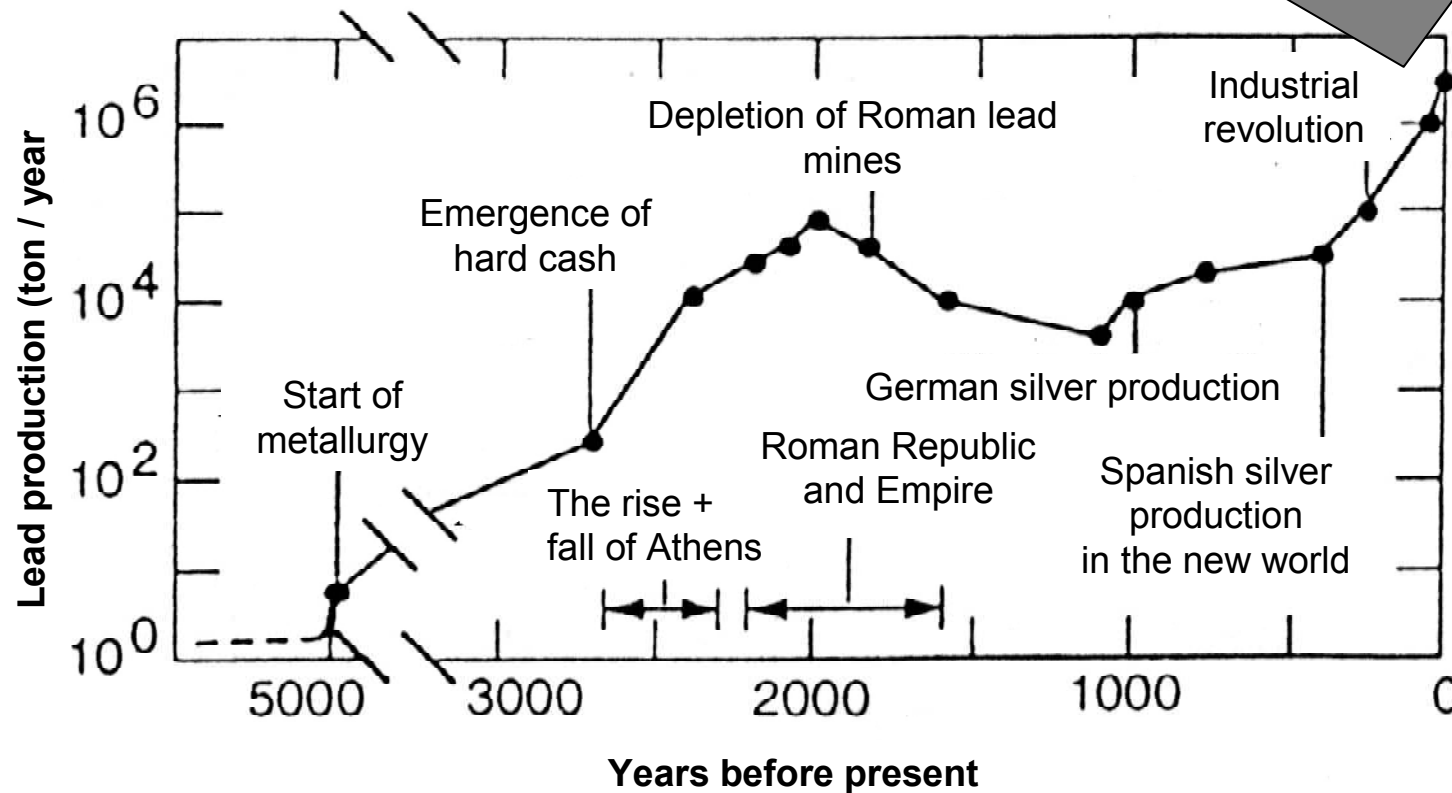 Lead production (ton / year
10^6
10^4
10^2
10^0
Start of
metallurgy
Emergence of
hard cash
The rise +
fall of Athens
Depletion of Roman lead
mines
Roman Republic
and Empire
German silver production
Spanish silver
production
in the new world
Industrial
revolution
5000 3000 2000 1000 0
Years before present